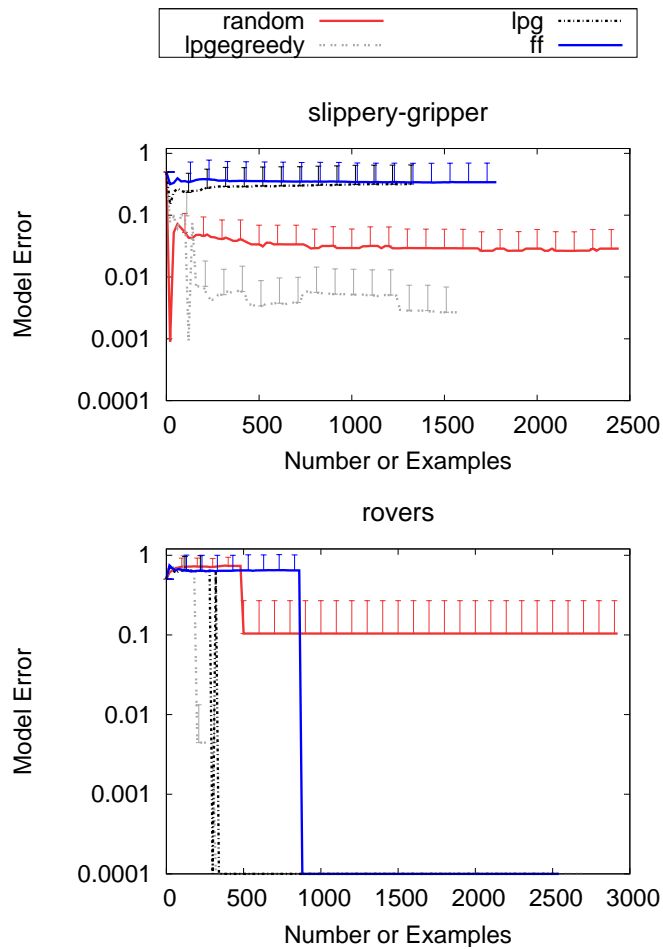 random lpg
lpgegreedy ff
slippery-gripper
1
0.1
0.01
0.001
0.0001
Model Error
0 500 1000 1500 2000 2500
Number or Examples
rovers
1
0.1
0.01
0.001
0.0001
Model Error
0 500 1000 1500 2000 2500 3000
Number or Examples